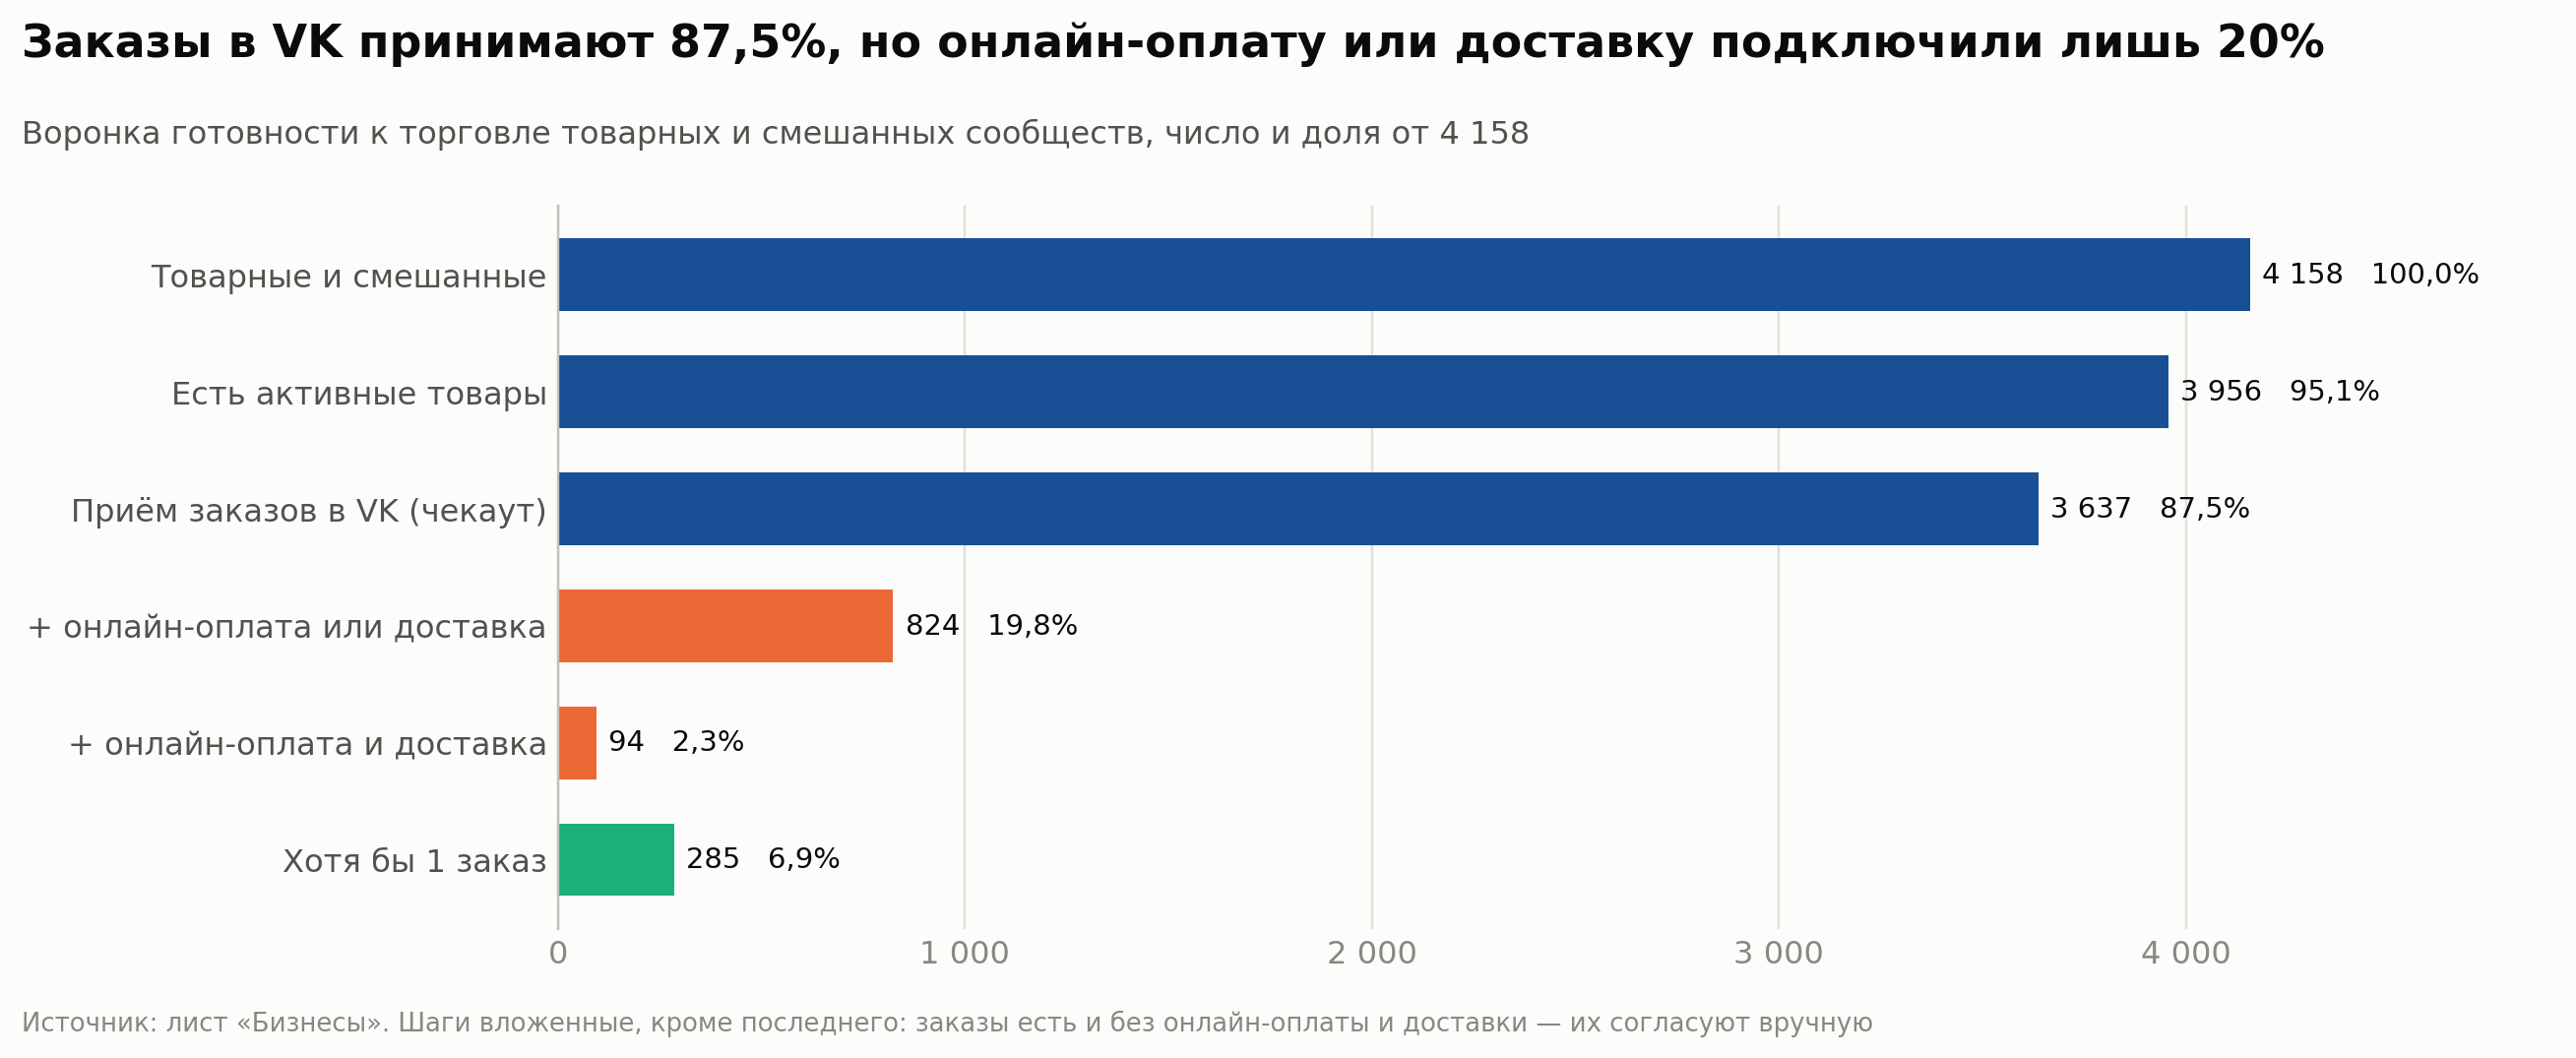 Заказы в VK принимают 87,5%, но онлайн-оплату или доставку подключили лишь 20%
Воронка готовности к торговле товарных и смешанных сообществ, число и доля от 4 158
Товарные и смешанные 4 158 100,0%
Есть активные товары 3 956 95,1%
Приём заказов в VK (чекаут) 3 637 87,5%
+ онлайн-оплата или доставка 824 19,8%
+ онлайн-оплата и доставка 94 2,3%
Хотя бы 1 заказ 285 6,9%
0 1 000 2 000 3 000 4 000
Источник: лист «Бизнесы». Шаги вложенные, кроме последнего: заказы есть и без онлайн-оплаты и доставки — их согласуют вручную